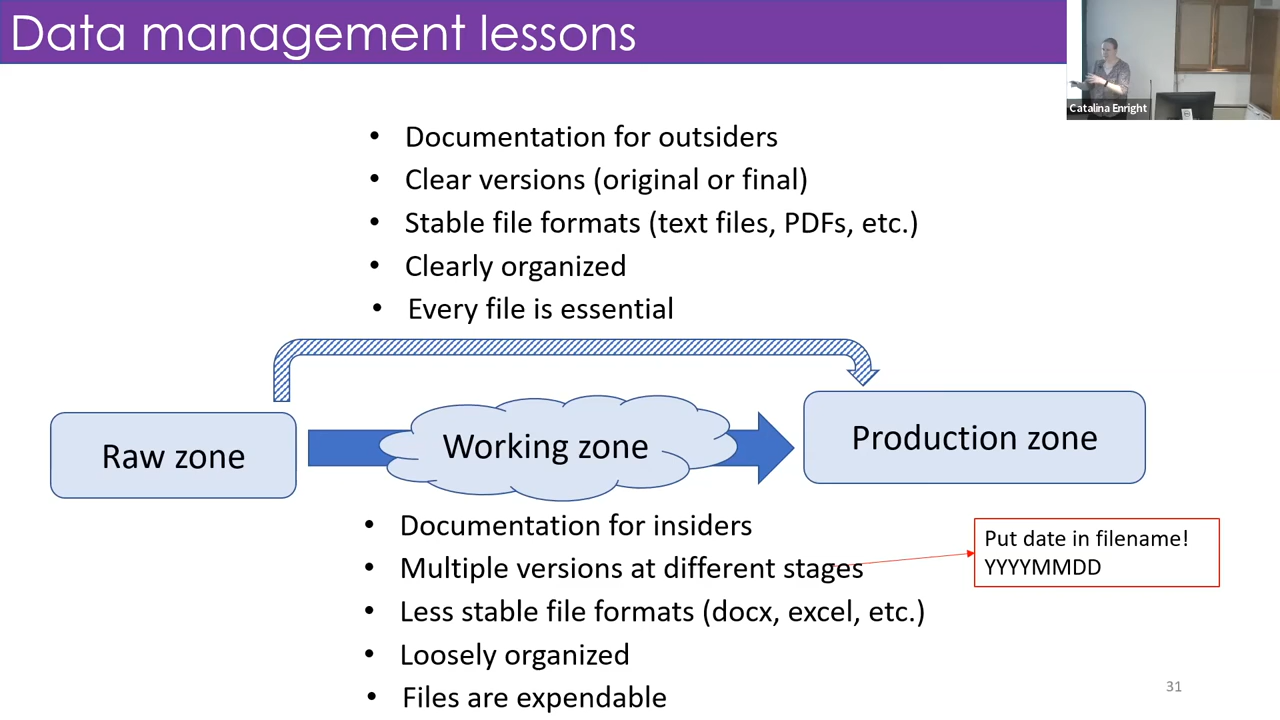 Data management lessons
Catalina Enright
• Documentation for outsiders
• Clear versions (original or final)
• Stable file formats (text files, PDFs, etc.)
• Clearly organized
• Every file is essential
Raw zone
Working zone
Production zone
• Documentation for insiders
• Multiple versions at different stages
• Less stable file formats (docx, excel, etc.)
• Loosely organized
• Files are expendable
Put date in filename!
YYYYMMDD
31